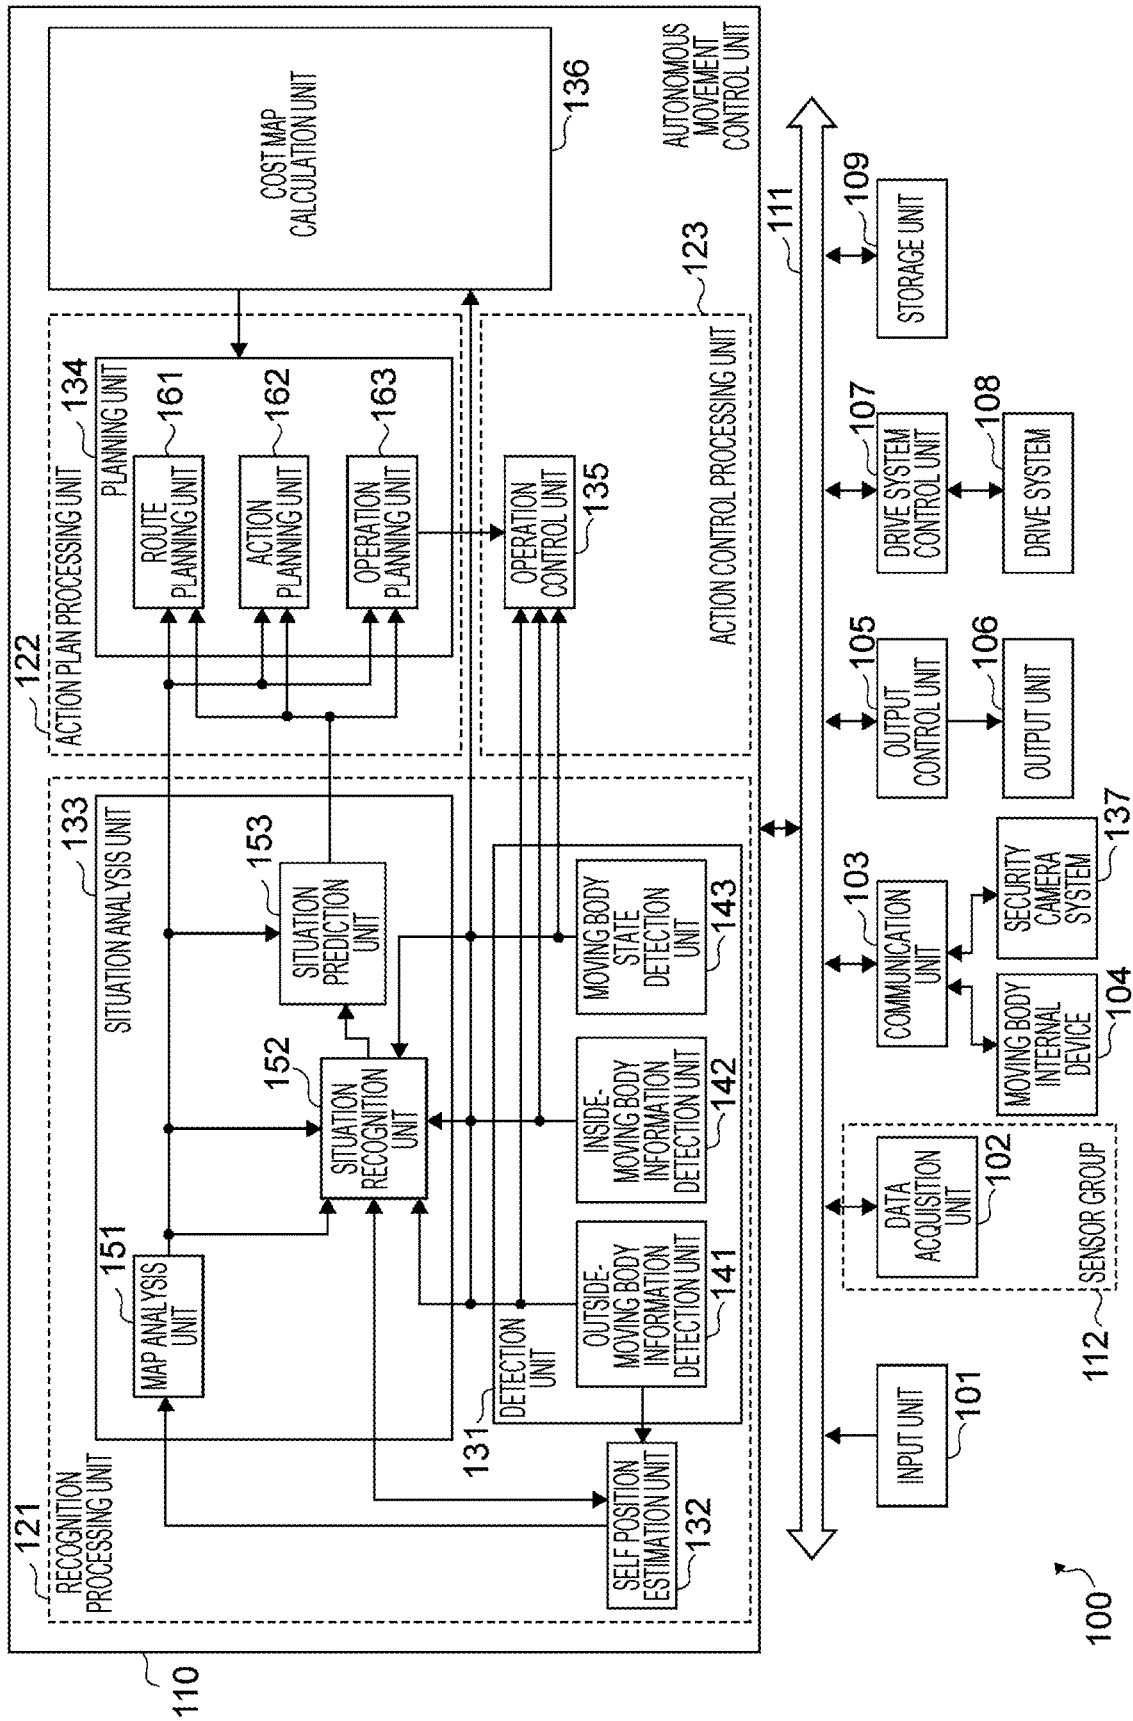 110
AUTONOMOUS
MOVEMENT
CONTROL UNIT
121
RECOGNITION
PROCESSING UNIT
133
SITUATION ANALYSIS UNIT
151
MAP ANALYSIS
UNIT
152
SITUATION
RECOGNITION
UNIT
153
SITUATION
PREDICTION
UNIT
131
DETECTION
UNIT
132
SELF POSITION
ESTIMATION UNIT
OUTSIDE-
MOVING BODY
INFORMATION
DETECTION UNIT
141
INSIDE-
MOVING BODY
INFORMATION
DETECTION UNIT
142
MOVING BODY
STATE
DETECTION
UNIT
143
122
ACTION PLAN PROCESSING UNIT
134
PLANNING UNIT
161
ROUTE
PLANNING UNIT
162
ACTION
PLANNING UNIT
163
OPERATION
PLANNING UNIT
OPERATION
CONTROL UNIT
135
ACTION CONTROL PROCESSING UNIT
123
COST MAP
CALCULATION UNIT
136
111
100
INPUT UNIT
101
DATA
ACQUISITION
UNIT
102
SENSOR GROUP
112
103
COMMUNICATION
UNIT
MOVING BODY
INTERNAL
DEVICE
104
SECURITY
CAMERA
SYSTEM
137
105
OUTPUT
CONTROL UNIT
106
OUTPUT UNIT
107
DRIVE SYSTEM
CONTROL UNIT
108
DRIVE SYSTEM
109
STORAGE UNIT